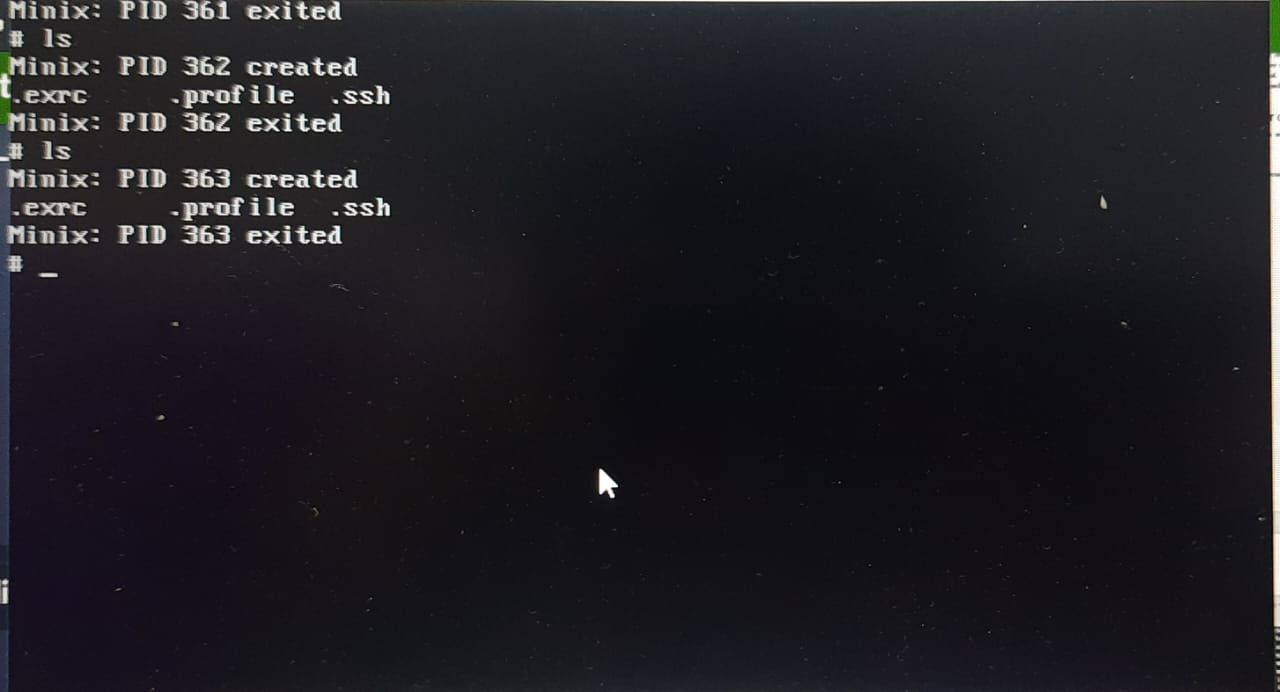 Minix: PID 361 exited
# ls
Minix: PID 362 created
.exrc .profile .ssh
Minix: PID 362 exited
# ls
Minix: PID 363 created
.exrc .profile .ssh
Minix: PID 363 exited
# _